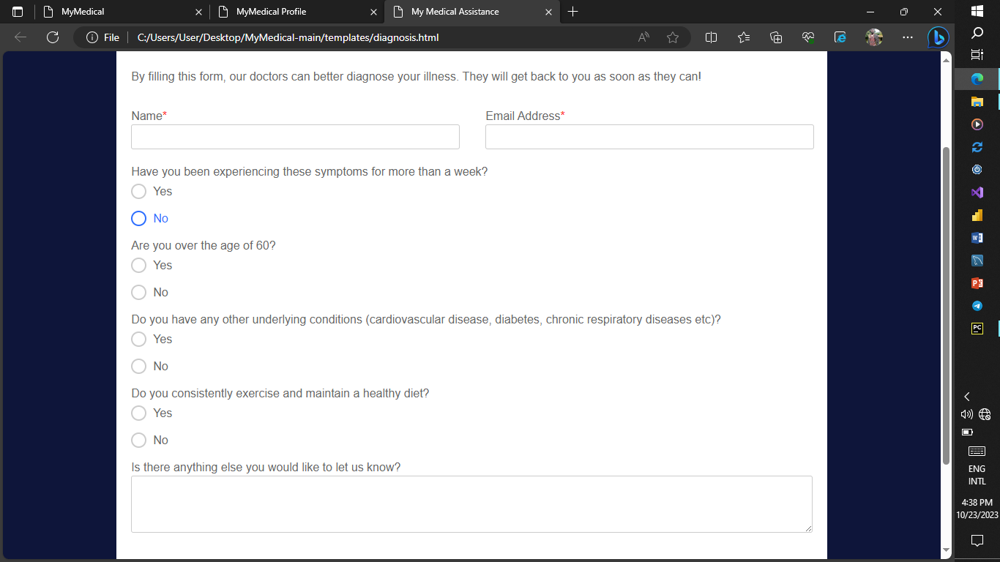 MyMedical
MyMedical Profile
My Medical Assistance
File
C:/Users/User/Desktop/MyMedical-main/templates/diagnosis.html
By filling this form, our doctors can better diagnose your illness. They will get back to you as soon as they can!
Name* Email Address*
Have you been experiencing these symptoms for more than a week?
Yes
No
Are you over the age of 60?
Yes
No
Do you have any other underlying conditions (cardiovascular disease, diabetes, chronic respiratory diseases etc)?
Yes
No
Do you consistently exercise and maintain a healthy diet?
Yes
No
Is there anything else you would like to let us know?
ENG
INTL
4:38 PM
10/23/2023